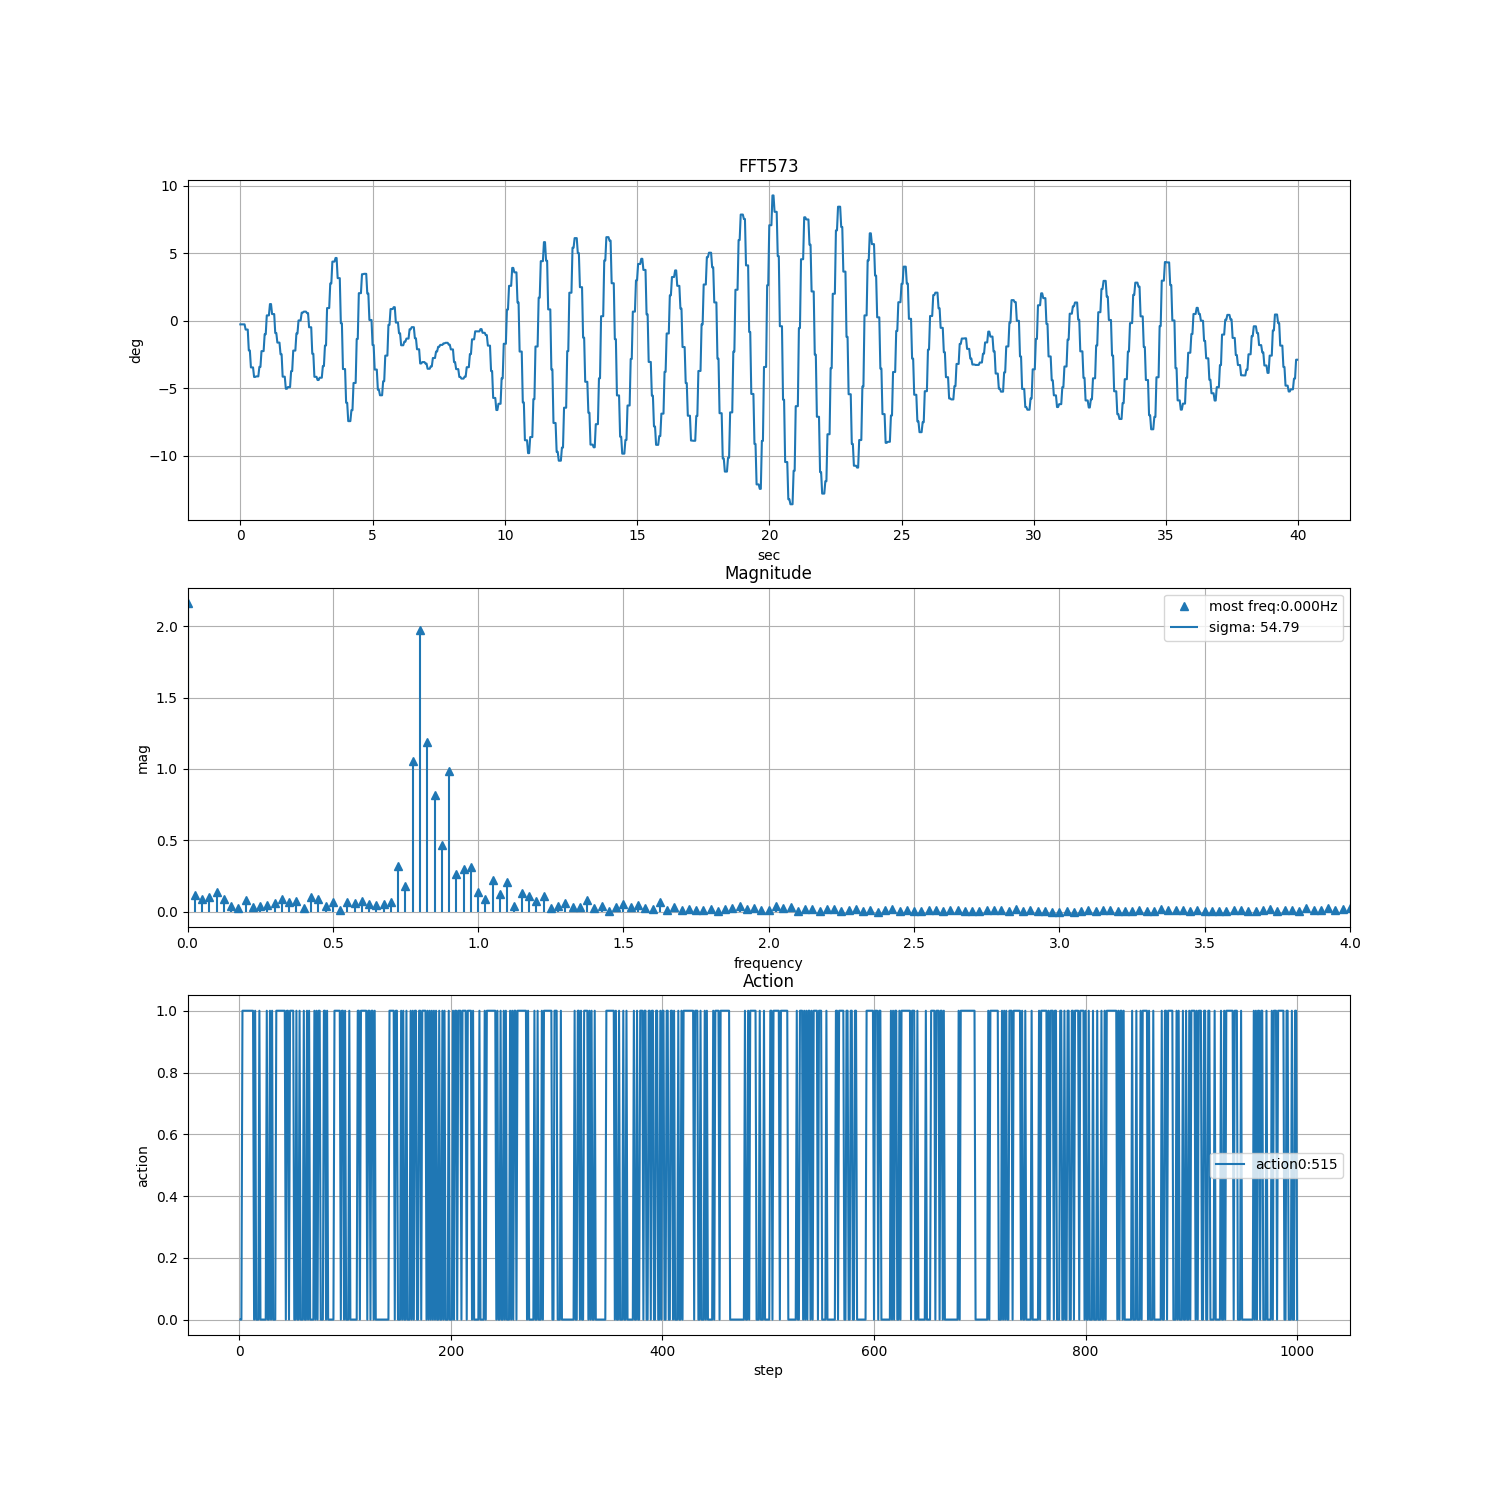 FFT573
10
5
0
−5
−10
deg
0 5 10 15 20 25 30 35 40
sec
Magnitude
most freq:0.000Hz
sigma: 54.79
2.0
1.5
1.0
0.5
0.0
mag
0.0 0.5 1.0 1.5 2.0 2.5 3.0 3.5 4.0
frequency
Action
1.0
0.8
0.6
0.4
0.2
0.0
action
action0:515
0 200 400 600 800 1000
step